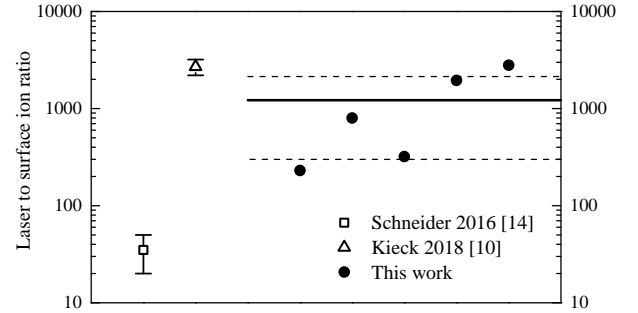 10000
10000
1000
1000
100
100
10
10
Laser to surface ion ratio
Schneider 2016 [14]
Kieck 2018 [10]
This work